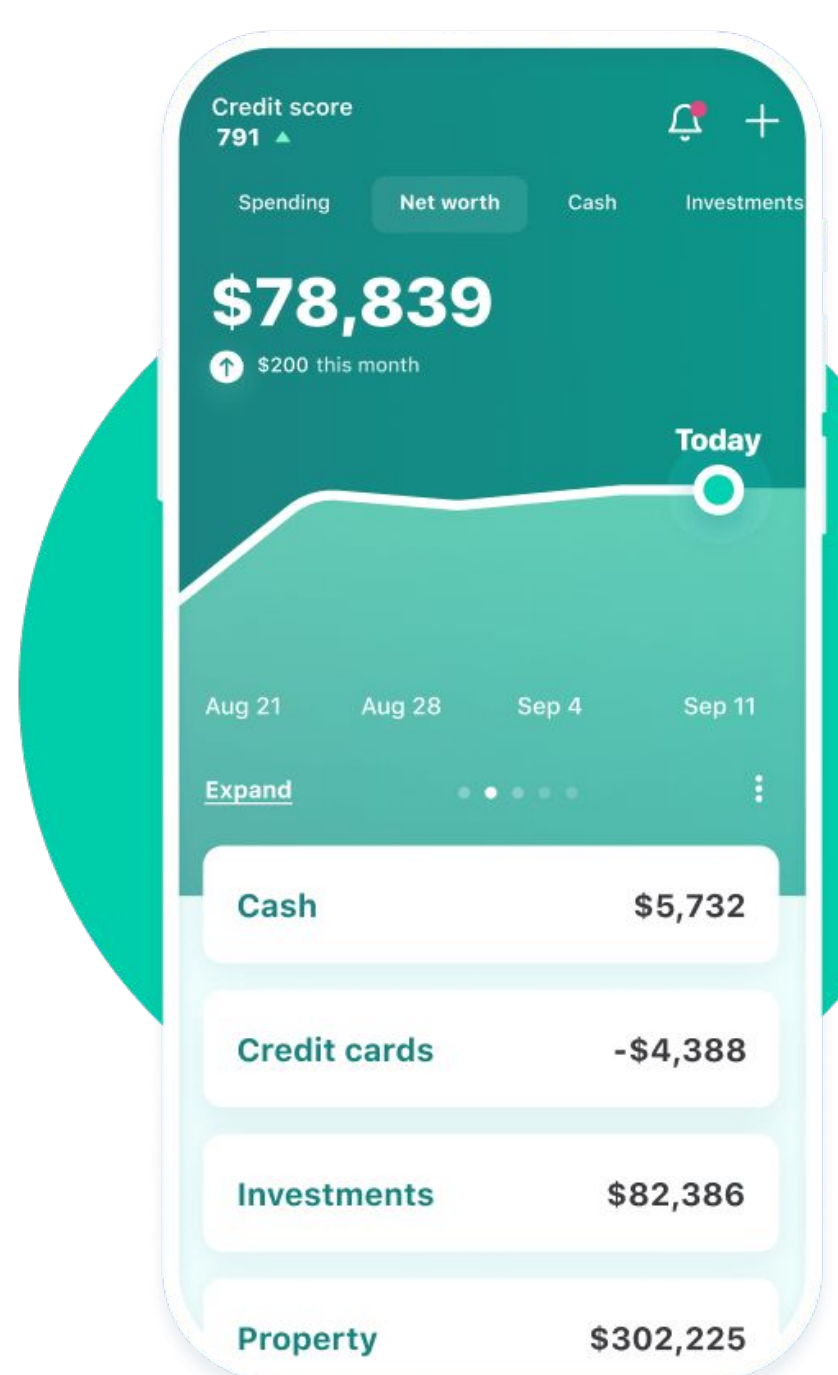 Credit score
791
Spending Net worth Cash Investments
$78,839
$200 this month
Today
Aug 21 Aug 28 Sep 4 Sep 11
Expand
Cash $5,732
Credit cards -$4,388
Investments $82,386
Property $302,225